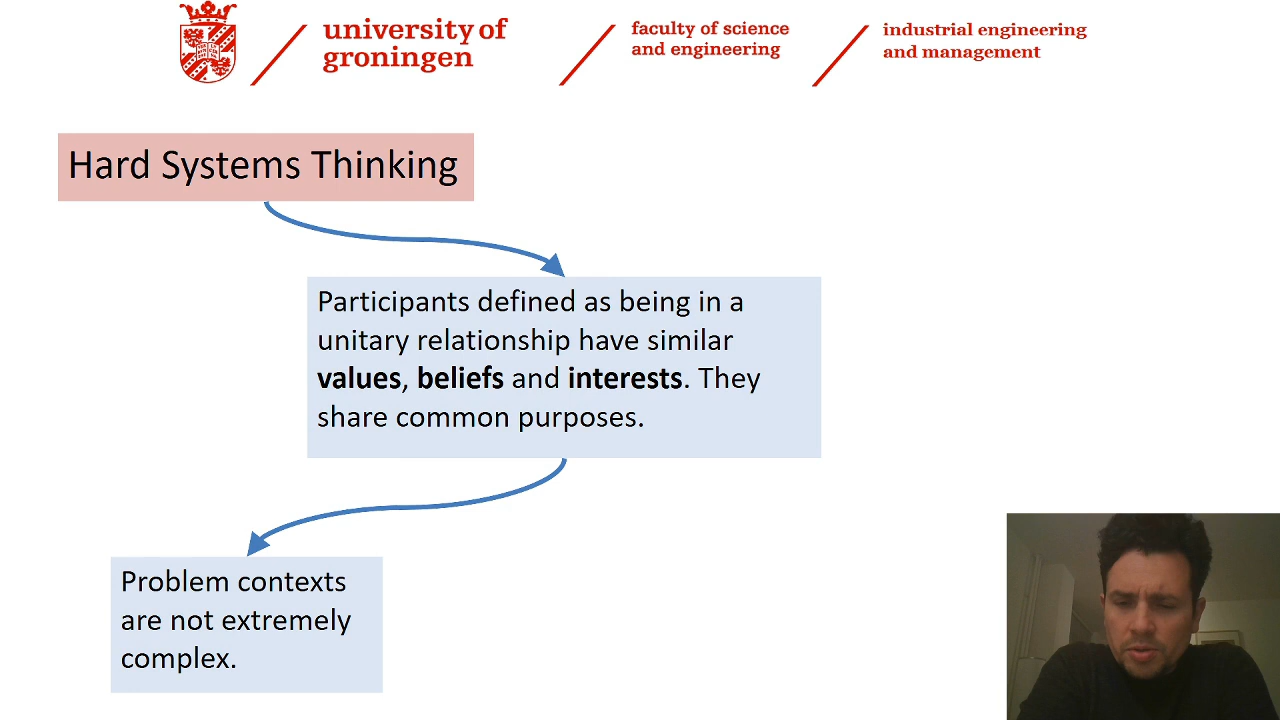 university of
groningen
faculty of science
and engineering
industrial engineering
and management
Hard Systems Thinking
Participants defined as being in a
unitary relationship have similar
values, beliefs and interests. They
share common purposes.
Problem contexts
are not extremely
complex.